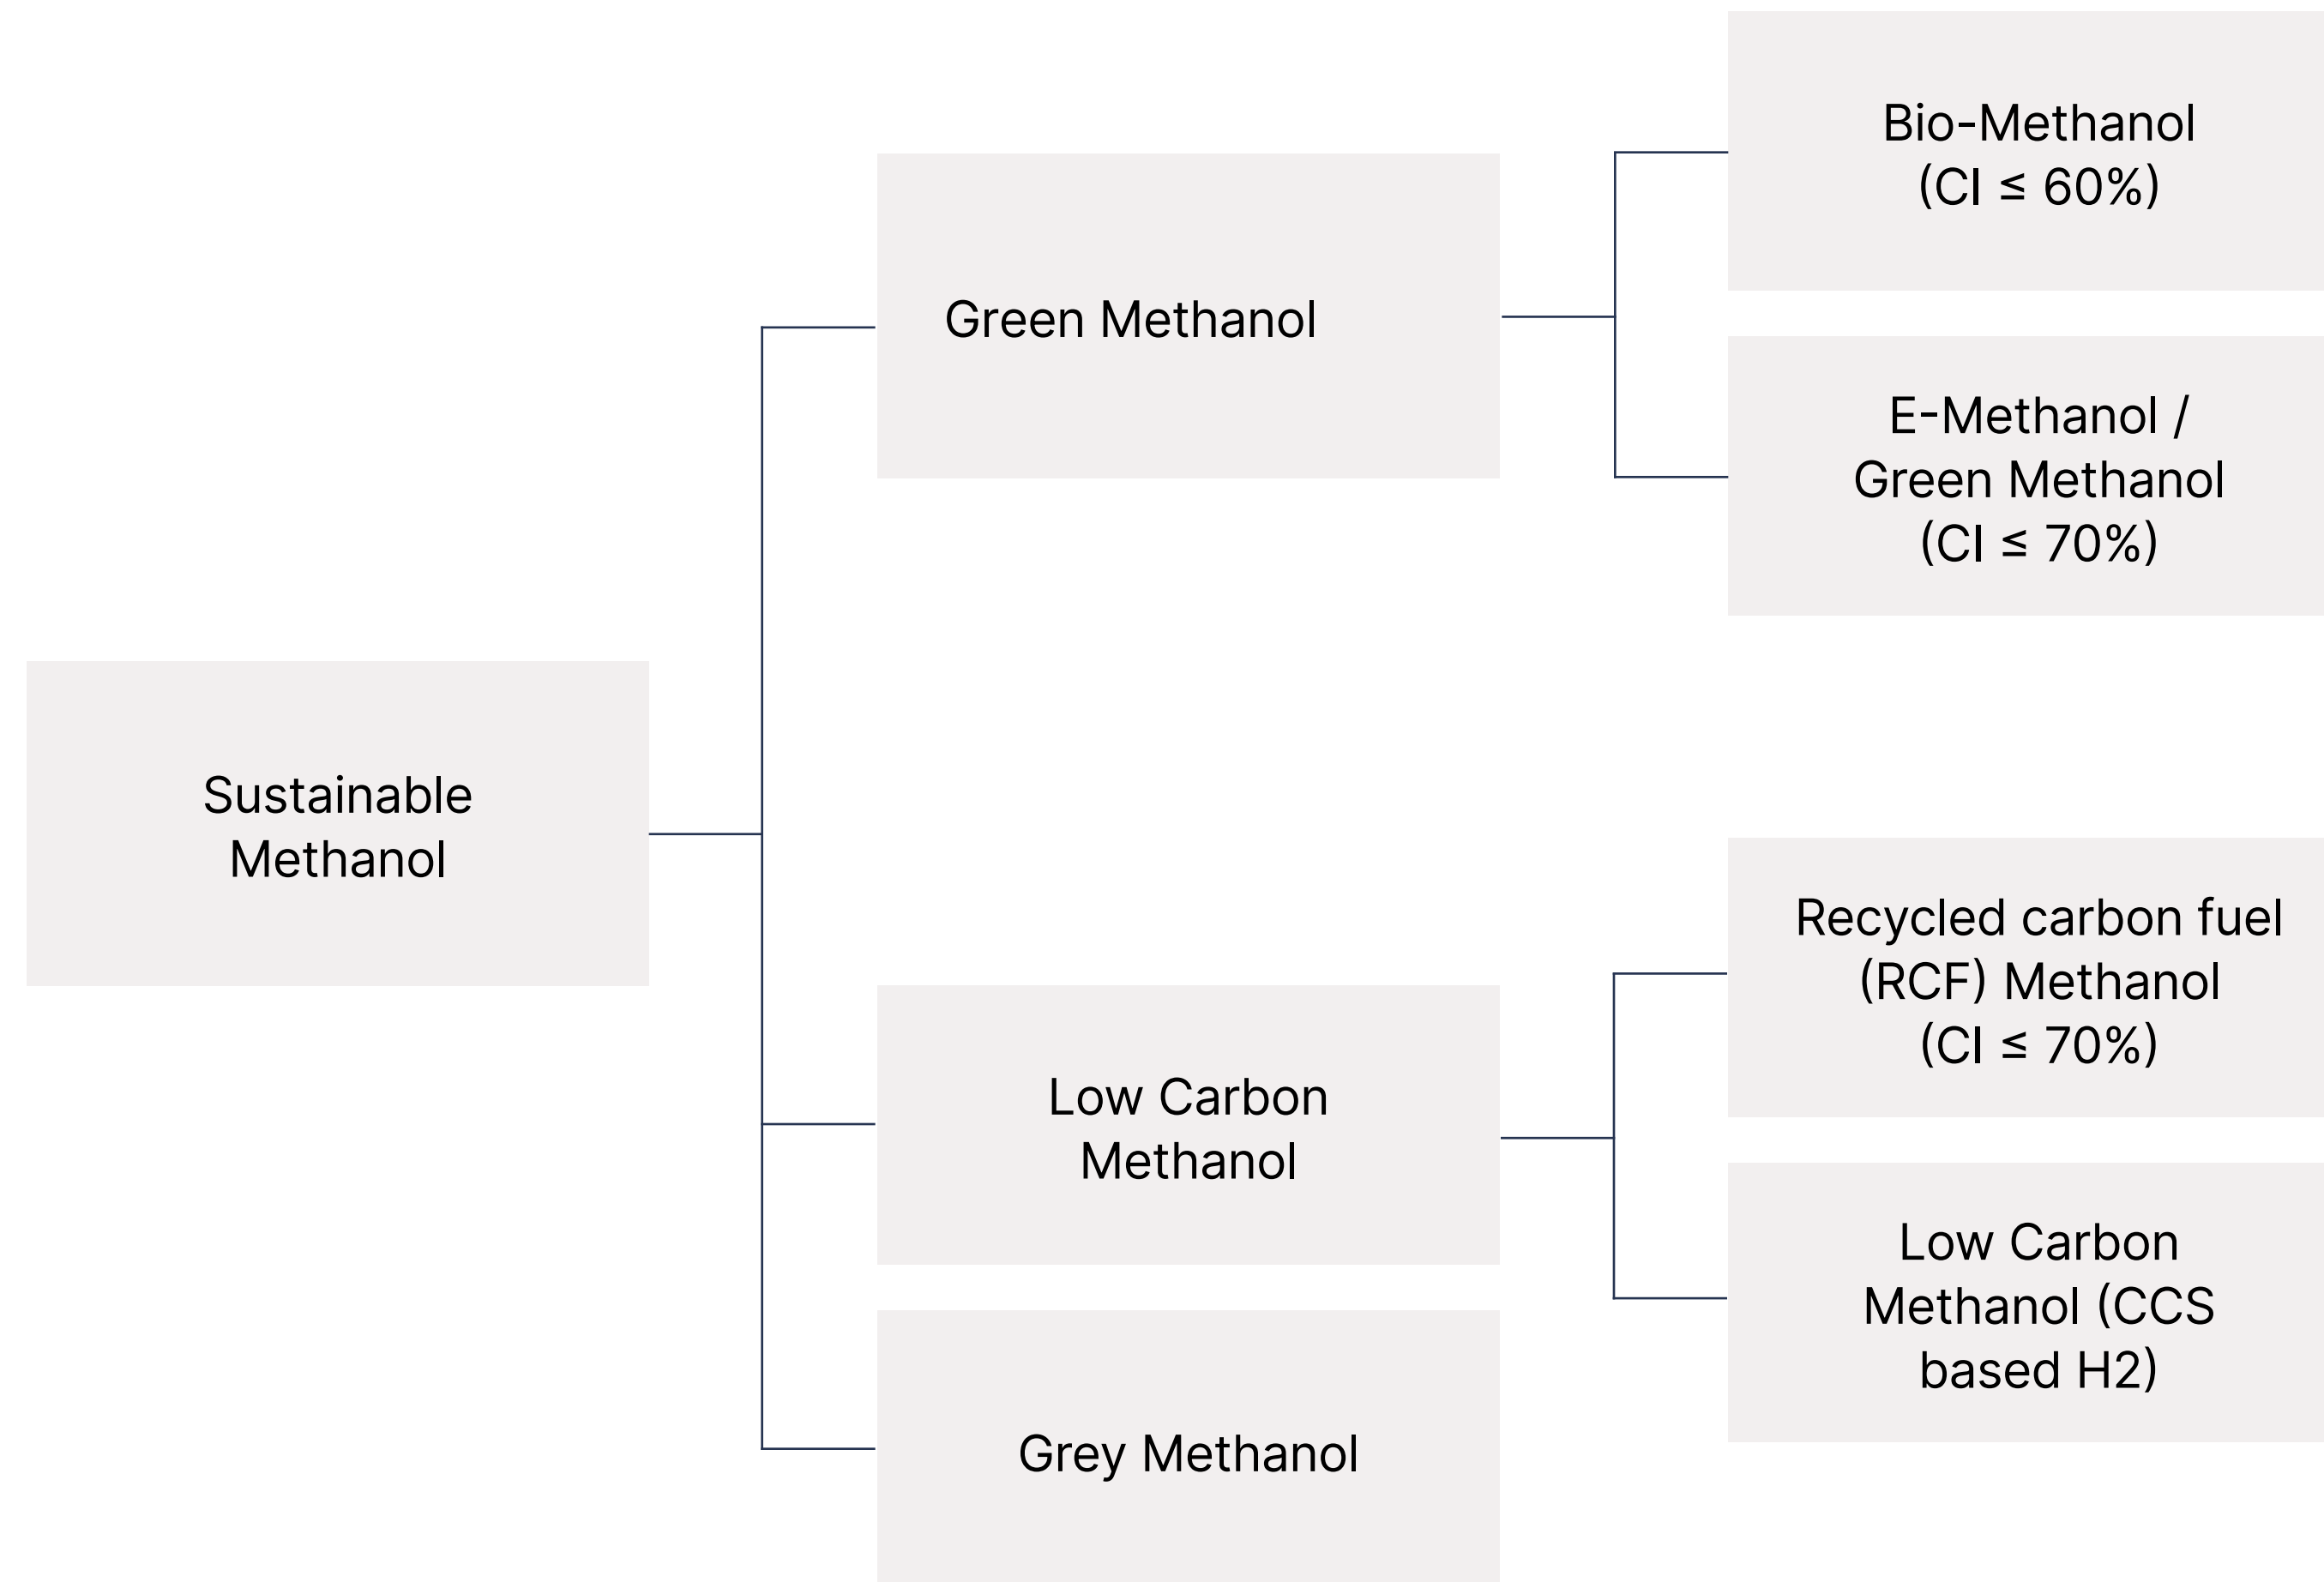 Sustainable
Methanol
Green Methanol
Bio-Methanol
(CI ≤ 60%)
E-Methanol /
Green Methanol
(CI ≤ 70%)
Low Carbon
Methanol
Recycled carbon fuel
(RCF) Methanol
(CI ≤ 70%)
Low Carbon
Methanol (CCS
based H2)
Grey Methanol